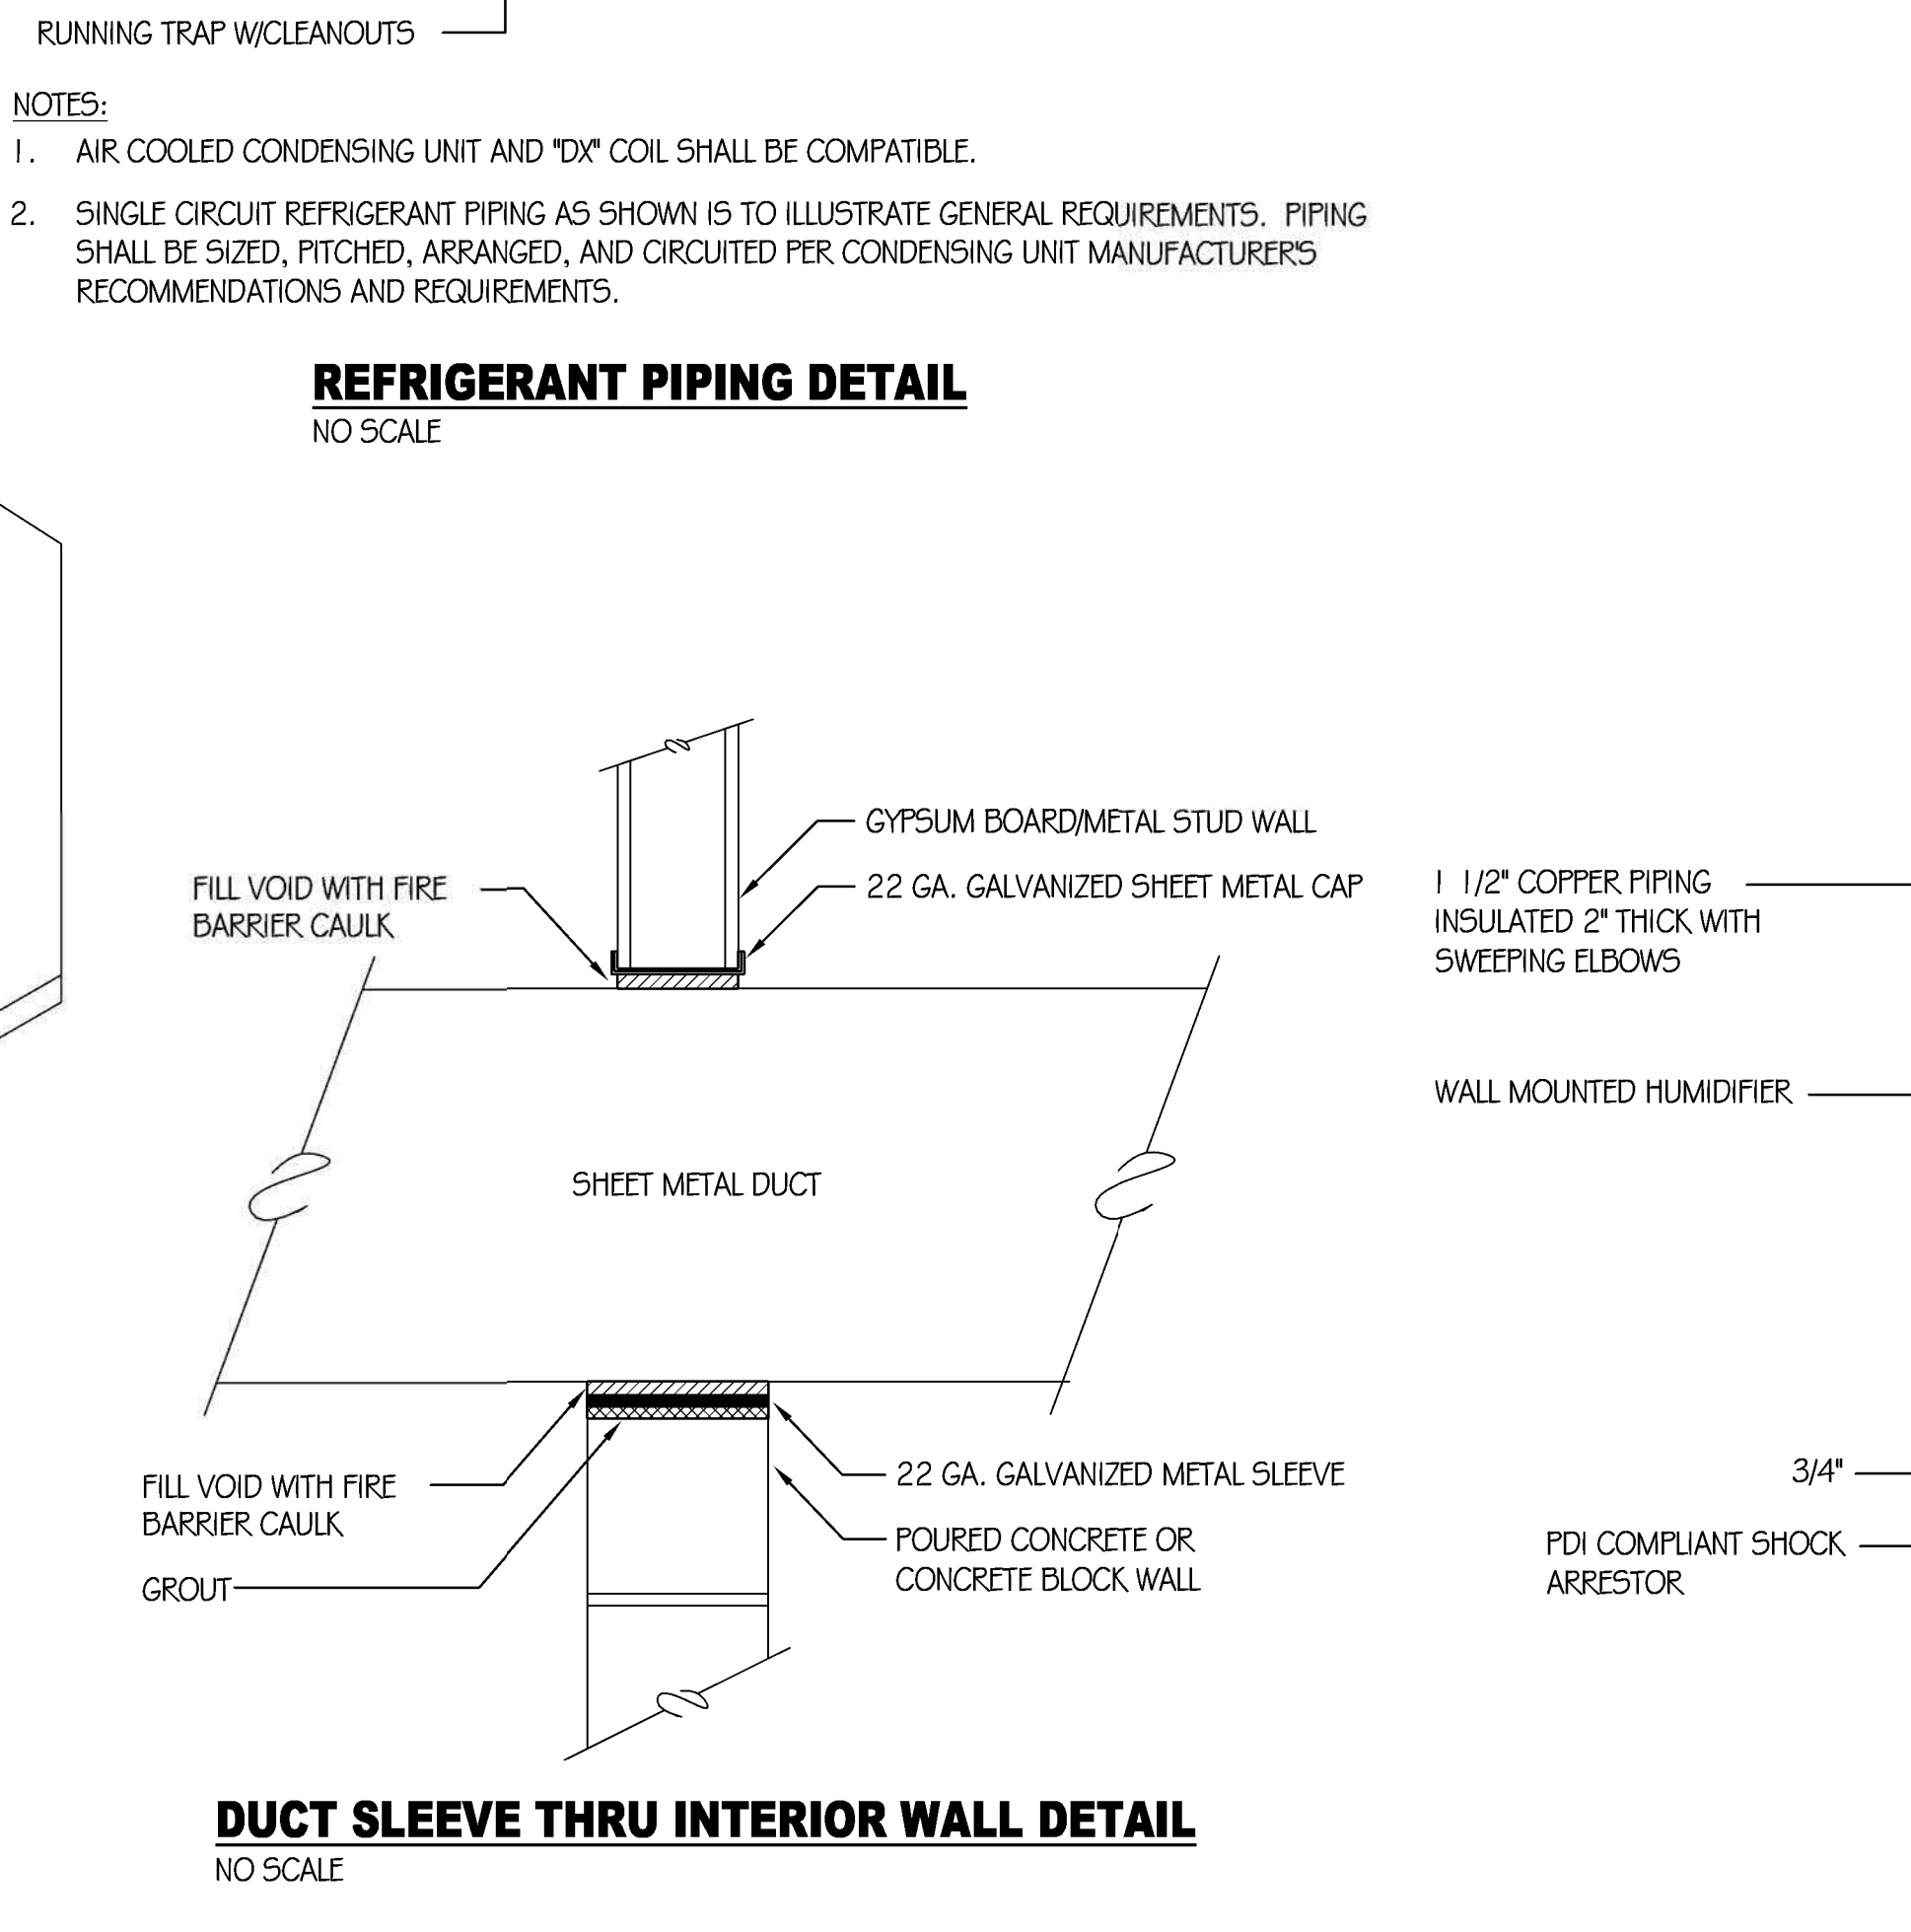 RUNNING TRAP W/CLEANOUTS
NOTES:
1. AIR COOLED CONDENSING UNIT AND "DX" COIL SHALL BE COMPATIBLE.
2. SINGLE CIRCUIT REFRIGERANT PIPING AS SHOWN IS TO ILLUSTRATE GENERAL REQUIREMENTS. PIPING
SHALL BE SIZED, PITCHED, ARRANGED, AND CIRCUITED PER CONDENSING UNIT MANUFACTURER'S
RECOMMENDATIONS AND REQUIREMENTS.
REFRIGERANT PIPING DETAIL
NO SCALE
GYPSUM BOARD/METAL STUD WALL
22 GA. GALVANIZED SHEET METAL CAP
FILL VOID WITH FIRE
BARRIER CAULK
SHEET METAL DUCT
FILL VOID WITH FIRE
BARRIER CAULK
GROUT
22 GA. GALVANIZED METAL SLEEVE
POURED CONCRETE OR
CONCRETE BLOCK WALL
DUCT SLEEVE THRU INTERIOR WALL DETAIL
NO SCALE
1 1/2" COPPER PIPING
INSULATED 2" THICK WITH
SWEEPING ELBOWS
WALL MOUNTED HUMIDIFIER
3/4"
PDI COMPLIANT SHOCK
ARRESTOR